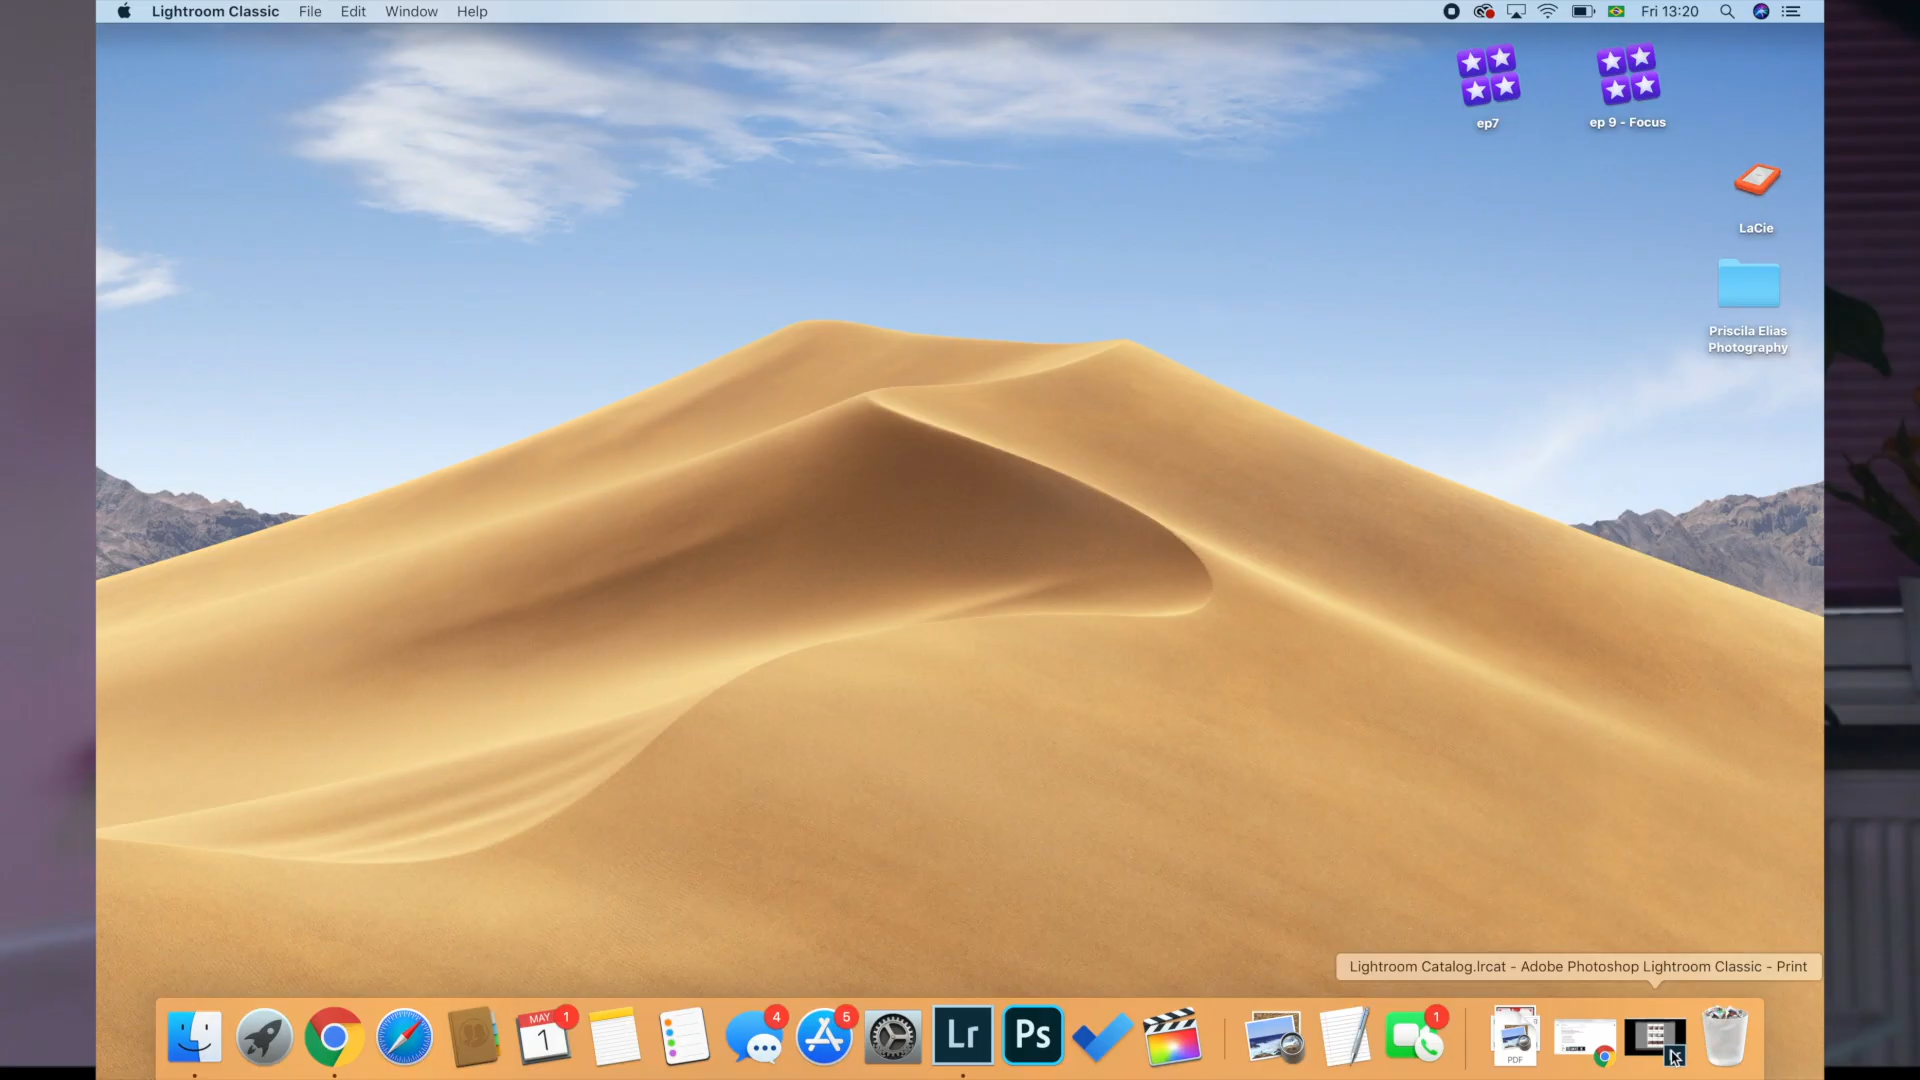 Lightroom Classic File Edit Window Help Fri 13:20
ep7
ep 9 - Focus
LaCie
Priscila Elias
Photography
Lightroom Catalog.lrcat - Adobe Photoshop Lightroom Classic - Print
MAY
1
1
4
5
Lr
Ps
1
PDF